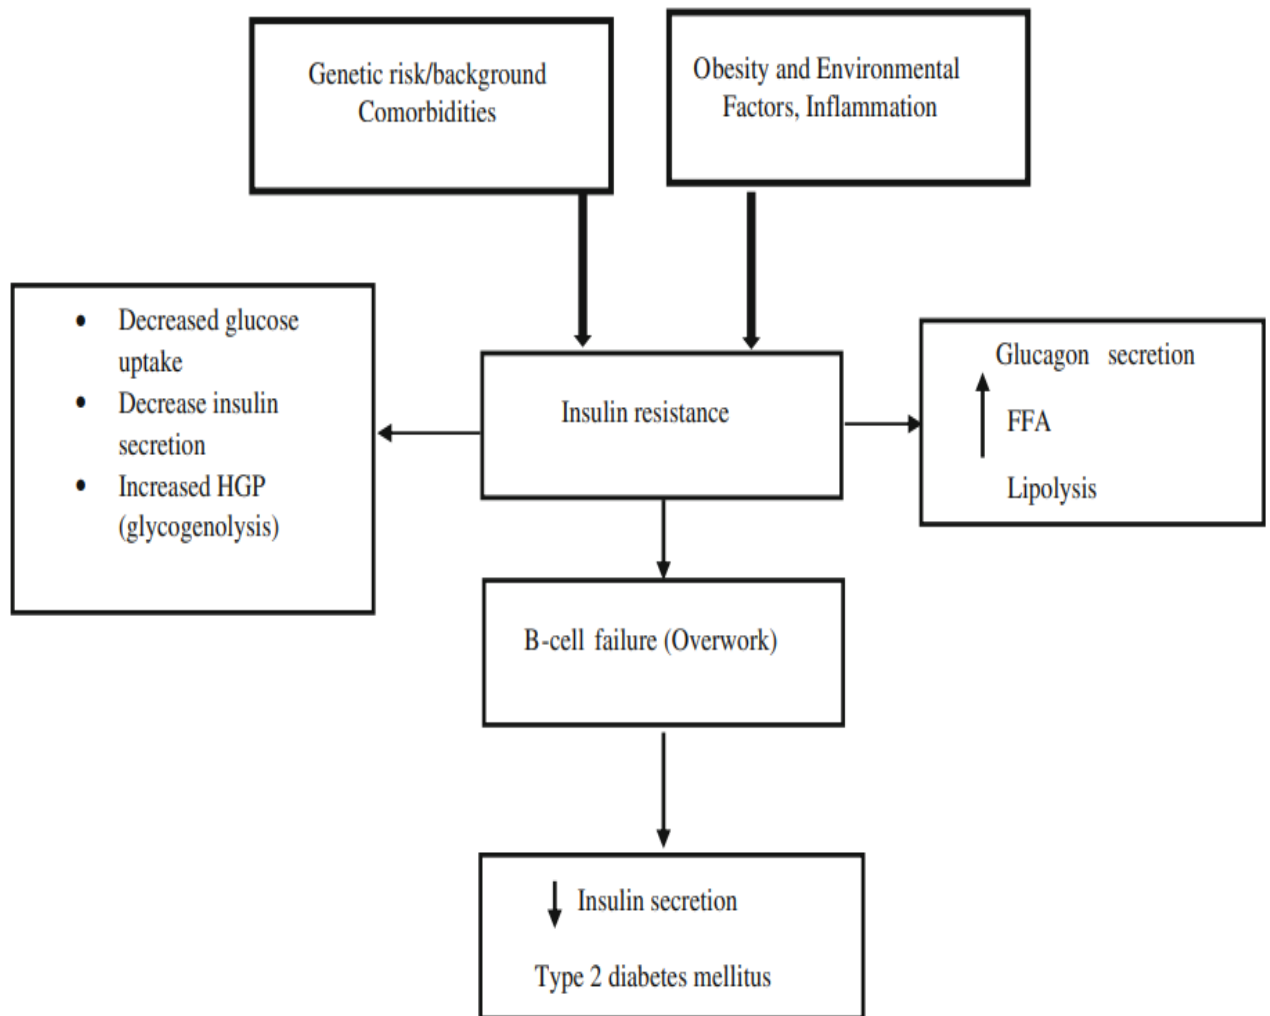 Genetic risk/background
Comorbidities
Obesity and Environmental
Factors, Inflammation
• Decreased glucose
uptake
• Decrease insulin
secretion
• Increased HGP
(glycogenolysis)
Insulin resistance
Glucagon secretion
FFA
Lipolysis
B-cell failure (Overwork)
Insulin secretion
Type 2 diabetes mellitus